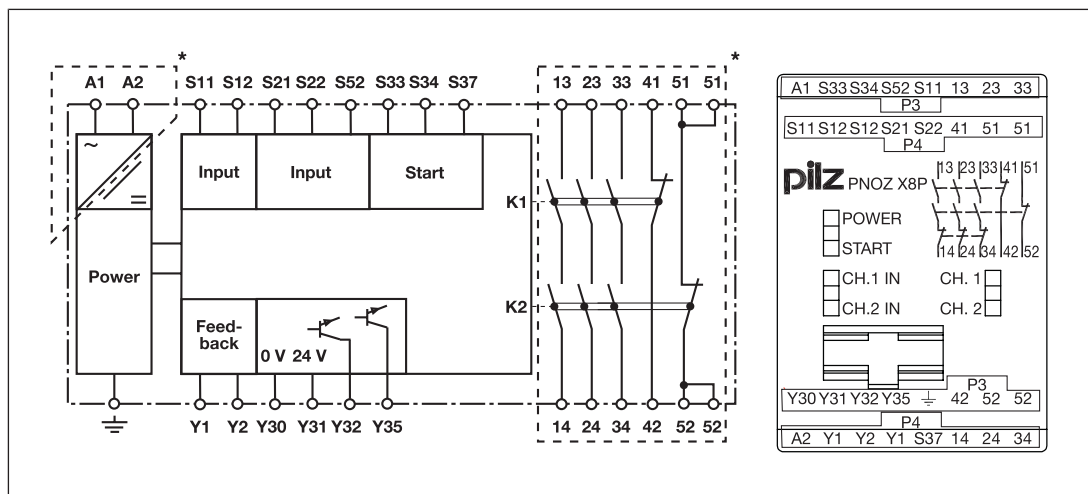 *
*
A1 A2 S11 S12 S21 S22 S52 S33 S34 S37 13 23 33 41 51 51
~
=
Input Input Start
K1
Power
K2
Feed-
back
0 V 24 V
Y1 Y2 Y30 Y31 Y32 Y35 14 24 34 42 52 52
A1 S33 S34 S52 S11 13 23 33
P3
S11 S12 S12 S21 S22 41 51 51
P4
pilz PNOZ X8P
13 23 33 41 51
POWER
START
14 24 34 42 52
CH.1 IN CH. 1
CH.2 IN CH. 2
P3
Y30 Y31 Y32 Y35 42 52 52
P4
A2 Y1 Y2 Y1 S37 14 24 34